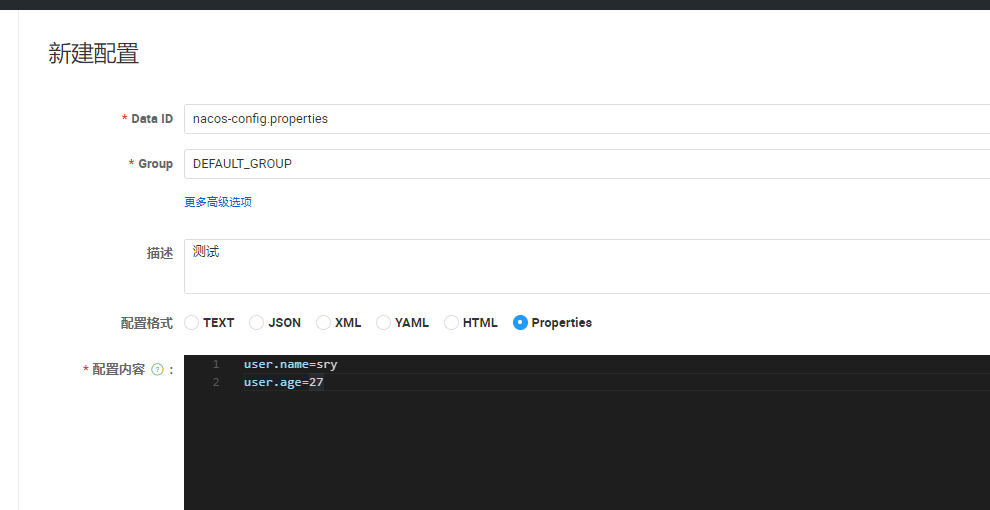 新建配置
* Data ID nacos-config.properties
* Group DEFAULT_GROUP
更多高级选项
描述 测试
配置格式 TEXT JSON XML YAML HTML Properties
* 配置内容 ? : 1 user.name=sry
2 user.age=27